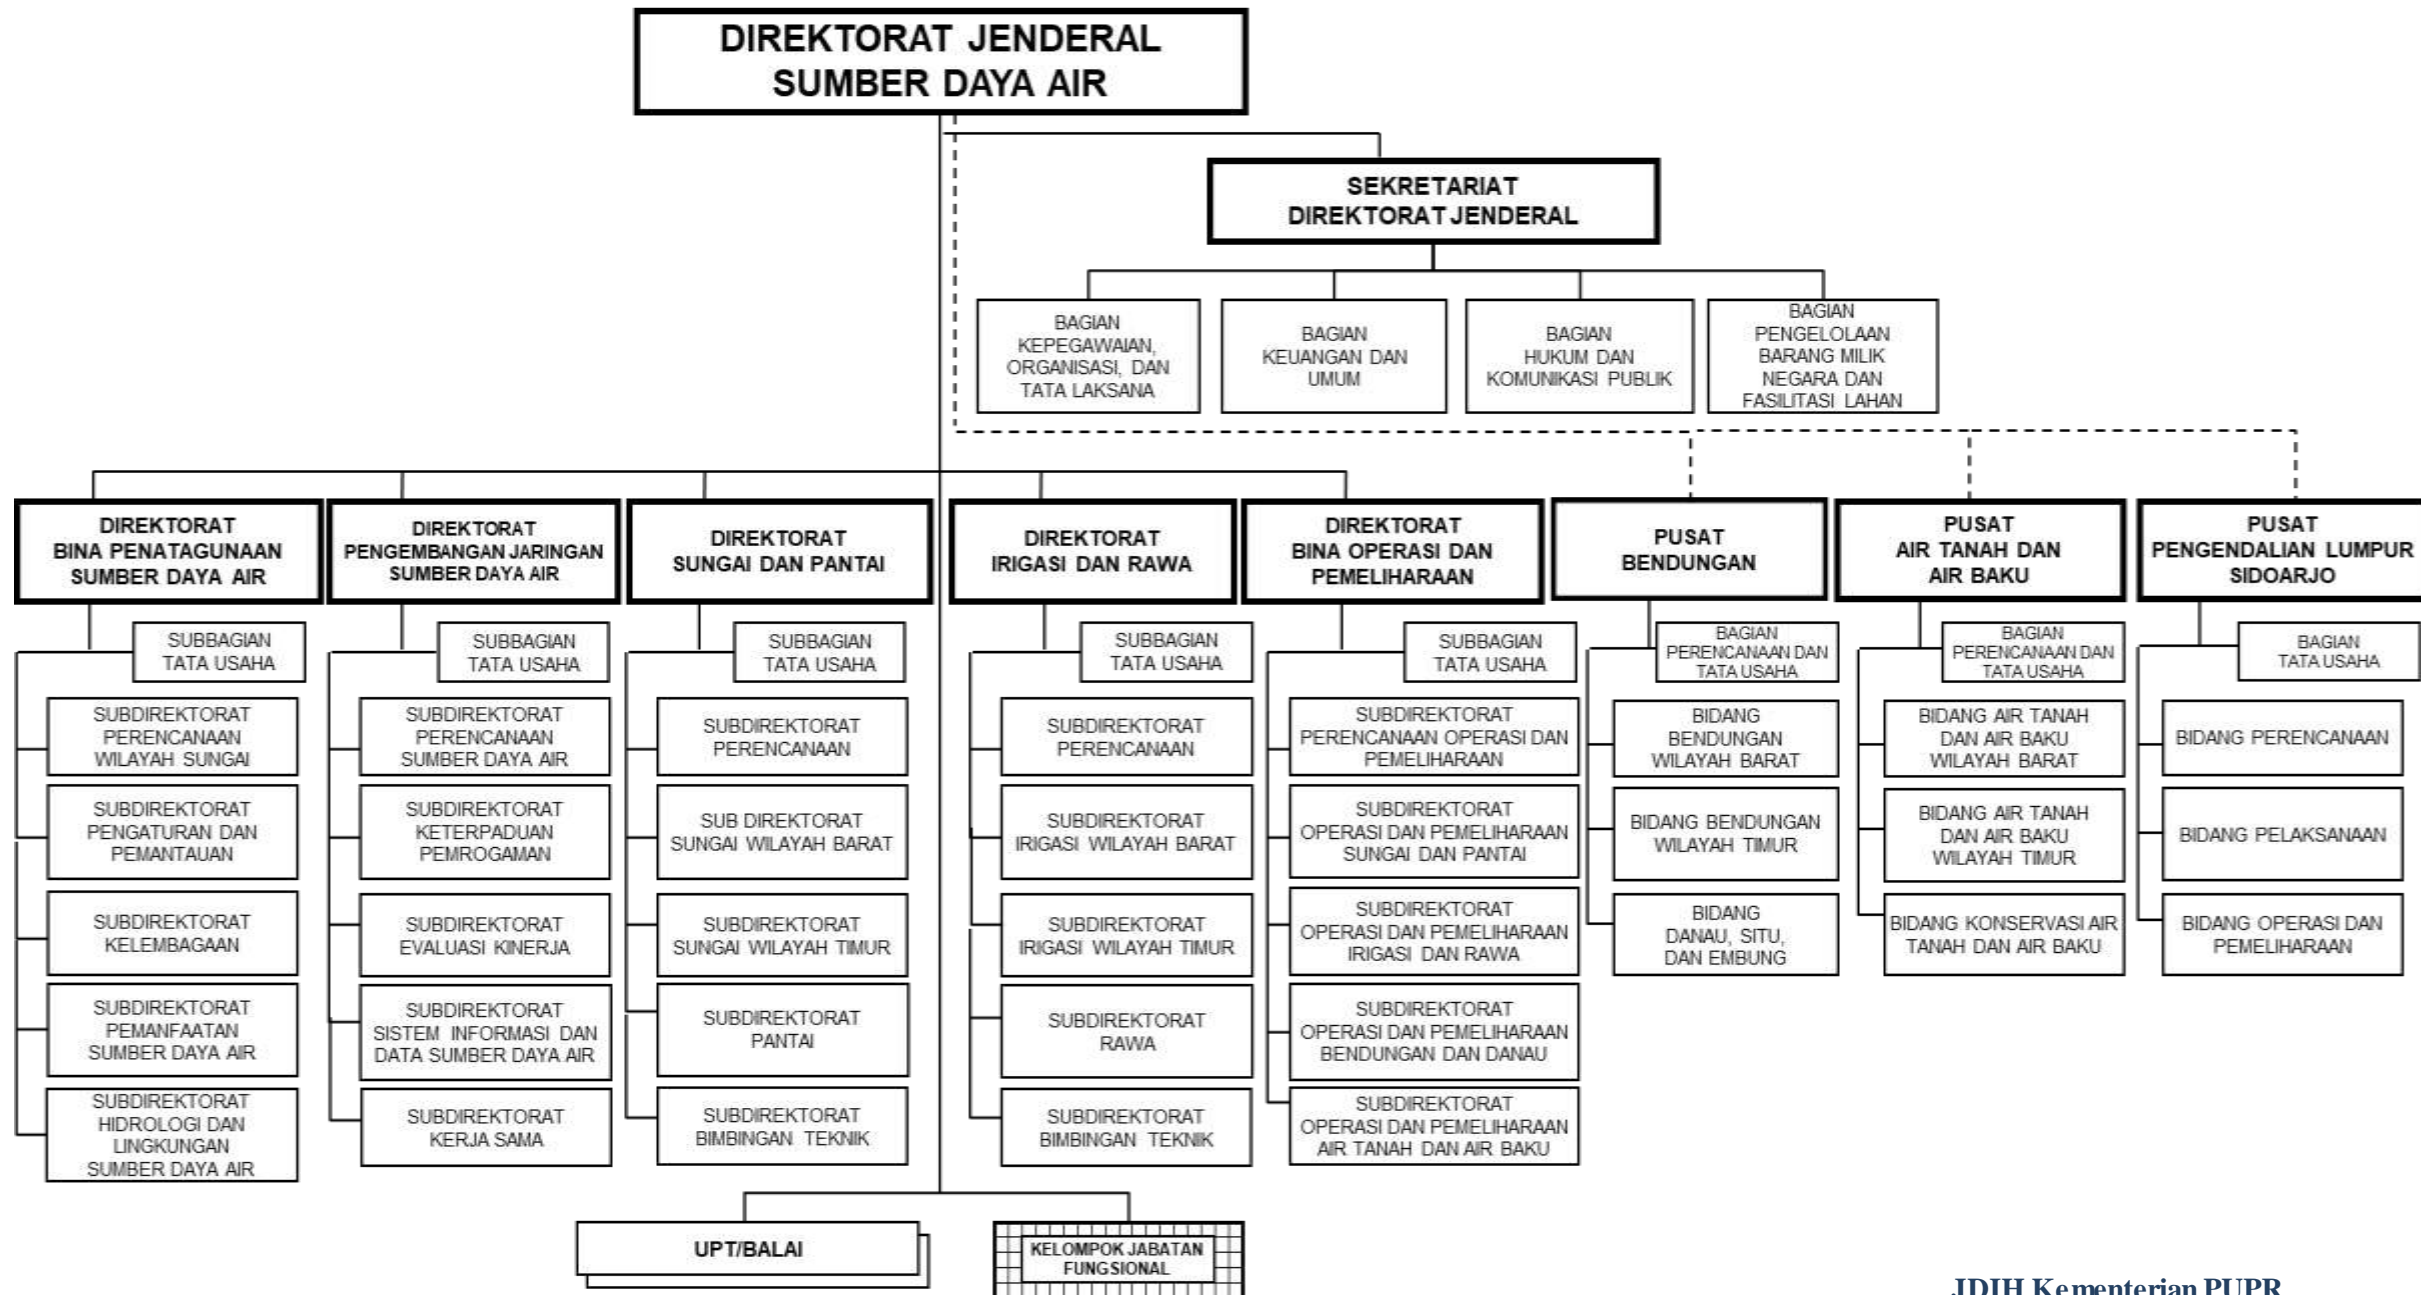 DIREKTORAT JENDERAL
SUMBER DAYA AIR
SEKRETARIAT
DIREKTORAT JENDERAL
BAGIAN
KEPEGAWAIAN,
ORGANISASI, DAN
TATA LAKSANA
BAGIAN
KEUANGAN DAN
UMUM
BAGIAN
HUKUM DAN
KOMUNIKASI PUBLIK
BAGIAN
PENGELOLAAN
BARANG MILIK
NEGARA DAN
FASILITASI LAHAN
DIREKTORAT
BINA PENATAGUNAAN
SUMBER DAYA AIR
SUBBAGIAN
TATA USAHA
SUBDIREKTORAT
PERENCANAAN
WILAYAH SUNGAI
SUBDIREKTORAT
PENGATURAN DAN
PEMANTAUAN
SUBDIREKTORAT
KELEMBAGAAN
SUBDIREKTORAT
PEMANFAATAN
SUMBER DAYA AIR
SUBDIREKTORAT
HIDROLOGI DAN
LINGKUNGAN
SUMBER DAYA AIR
DIREKTORAT
PENGEMBANGAN JARINGAN
SUMBER DAYA AIR
SUBBAGIAN
TATA USAHA
SUBDIREKTORAT
PERENCANAAN
SUMBER DAYA AIR
SUBDIREKTORAT
KETERPADUAN
PEMROGAMAN
SUBDIREKTORAT
EVALUASI KINERJA
SUBDIREKTORAT
SISTEM INFORMASI DAN
DATA SUMBER DAYA AIR
SUBDIREKTORAT
KERJA SAMA
DIREKTORAT
SUNGAI DAN PANTAI
SUBBAGIAN
TATA USAHA
SUBDIREKTORAT
PERENCANAAN
SUB DIREKTORAT
SUNGAI WILAYAH BARAT
SUBDIREKTORAT
SUNGAI WILAYAH TIMUR
SUBDIREKTORAT
PANTAI
SUBDIREKTORAT
BIMBINGAN TEKNIK
DIREKTORAT
IRIGASI DAN RAWA
SUBBAGIAN
TATA USAHA
SUBDIREKTORAT
PERENCANAAN
SUBDIREKTORAT
IRIGASI WILAYAH BARAT
SUBDIREKTORAT
IRIGASI WILAYAH TIMUR
SUBDIREKTORAT
RAWA
SUBDIREKTORAT
BIMBINGAN TEKNIK
DIREKTORAT
BINA OPERASI DAN
PEMELIHARAAN
SUBBAGIAN
TATA USAHA
SUBDIREKTORAT
PERENCANAAN OPERASI DAN
PEMELIHARAAN
SUBDIREKTORAT
OPERASI DAN PEMELIHARAAN
SUNGAI DAN PANTAI
SUBDIREKTORAT
OPERASI DAN PEMELIHARAAN
IRIGASI DAN RAWA
SUBDIREKTORAT
OPERASI DAN PEMELIHARAAN
BENDUNGAN DAN DANAU
SUBDIREKTORAT
OPERASI DAN PEMELIHARAAN
AIR TANAH DAN AIR BAKU
PUSAT
BENDUNGAN
BAGIAN
PERENCANAAN DAN
TATA USAHA
BIDANG
BENDUNGAN
WILAYAH BARAT
BIDANG BENDUNGAN
WILAYAH TIMUR
BIDANG
DANAU, SITU,
DAN EMBUNG
PUSAT
AIR TANAH DAN
AIR BAKU
BAGIAN
PERENCANAAN DAN
TATA USAHA
BIDANG AIR TANAH
DAN AIR BAKU
WILAYAH BARAT
BIDANG AIR TANAH
DAN AIR BAKU
WILAYAH TIMUR
BIDANG KONSERVASI AIR
TANAH DAN AIR BAKU
PUSAT
PENGENDALIAN LUMPUR
SIDOARJO
BAGIAN
TATA USAHA
BIDANG PERENCANAAN
BIDANG PELAKSANAAN
BIDANG OPERASI DAN
PEMELIHARAAN
UPT/BALAI
KELOMPOK JABATAN
FUNGSIONAL
JDIH Kementerian PUPR